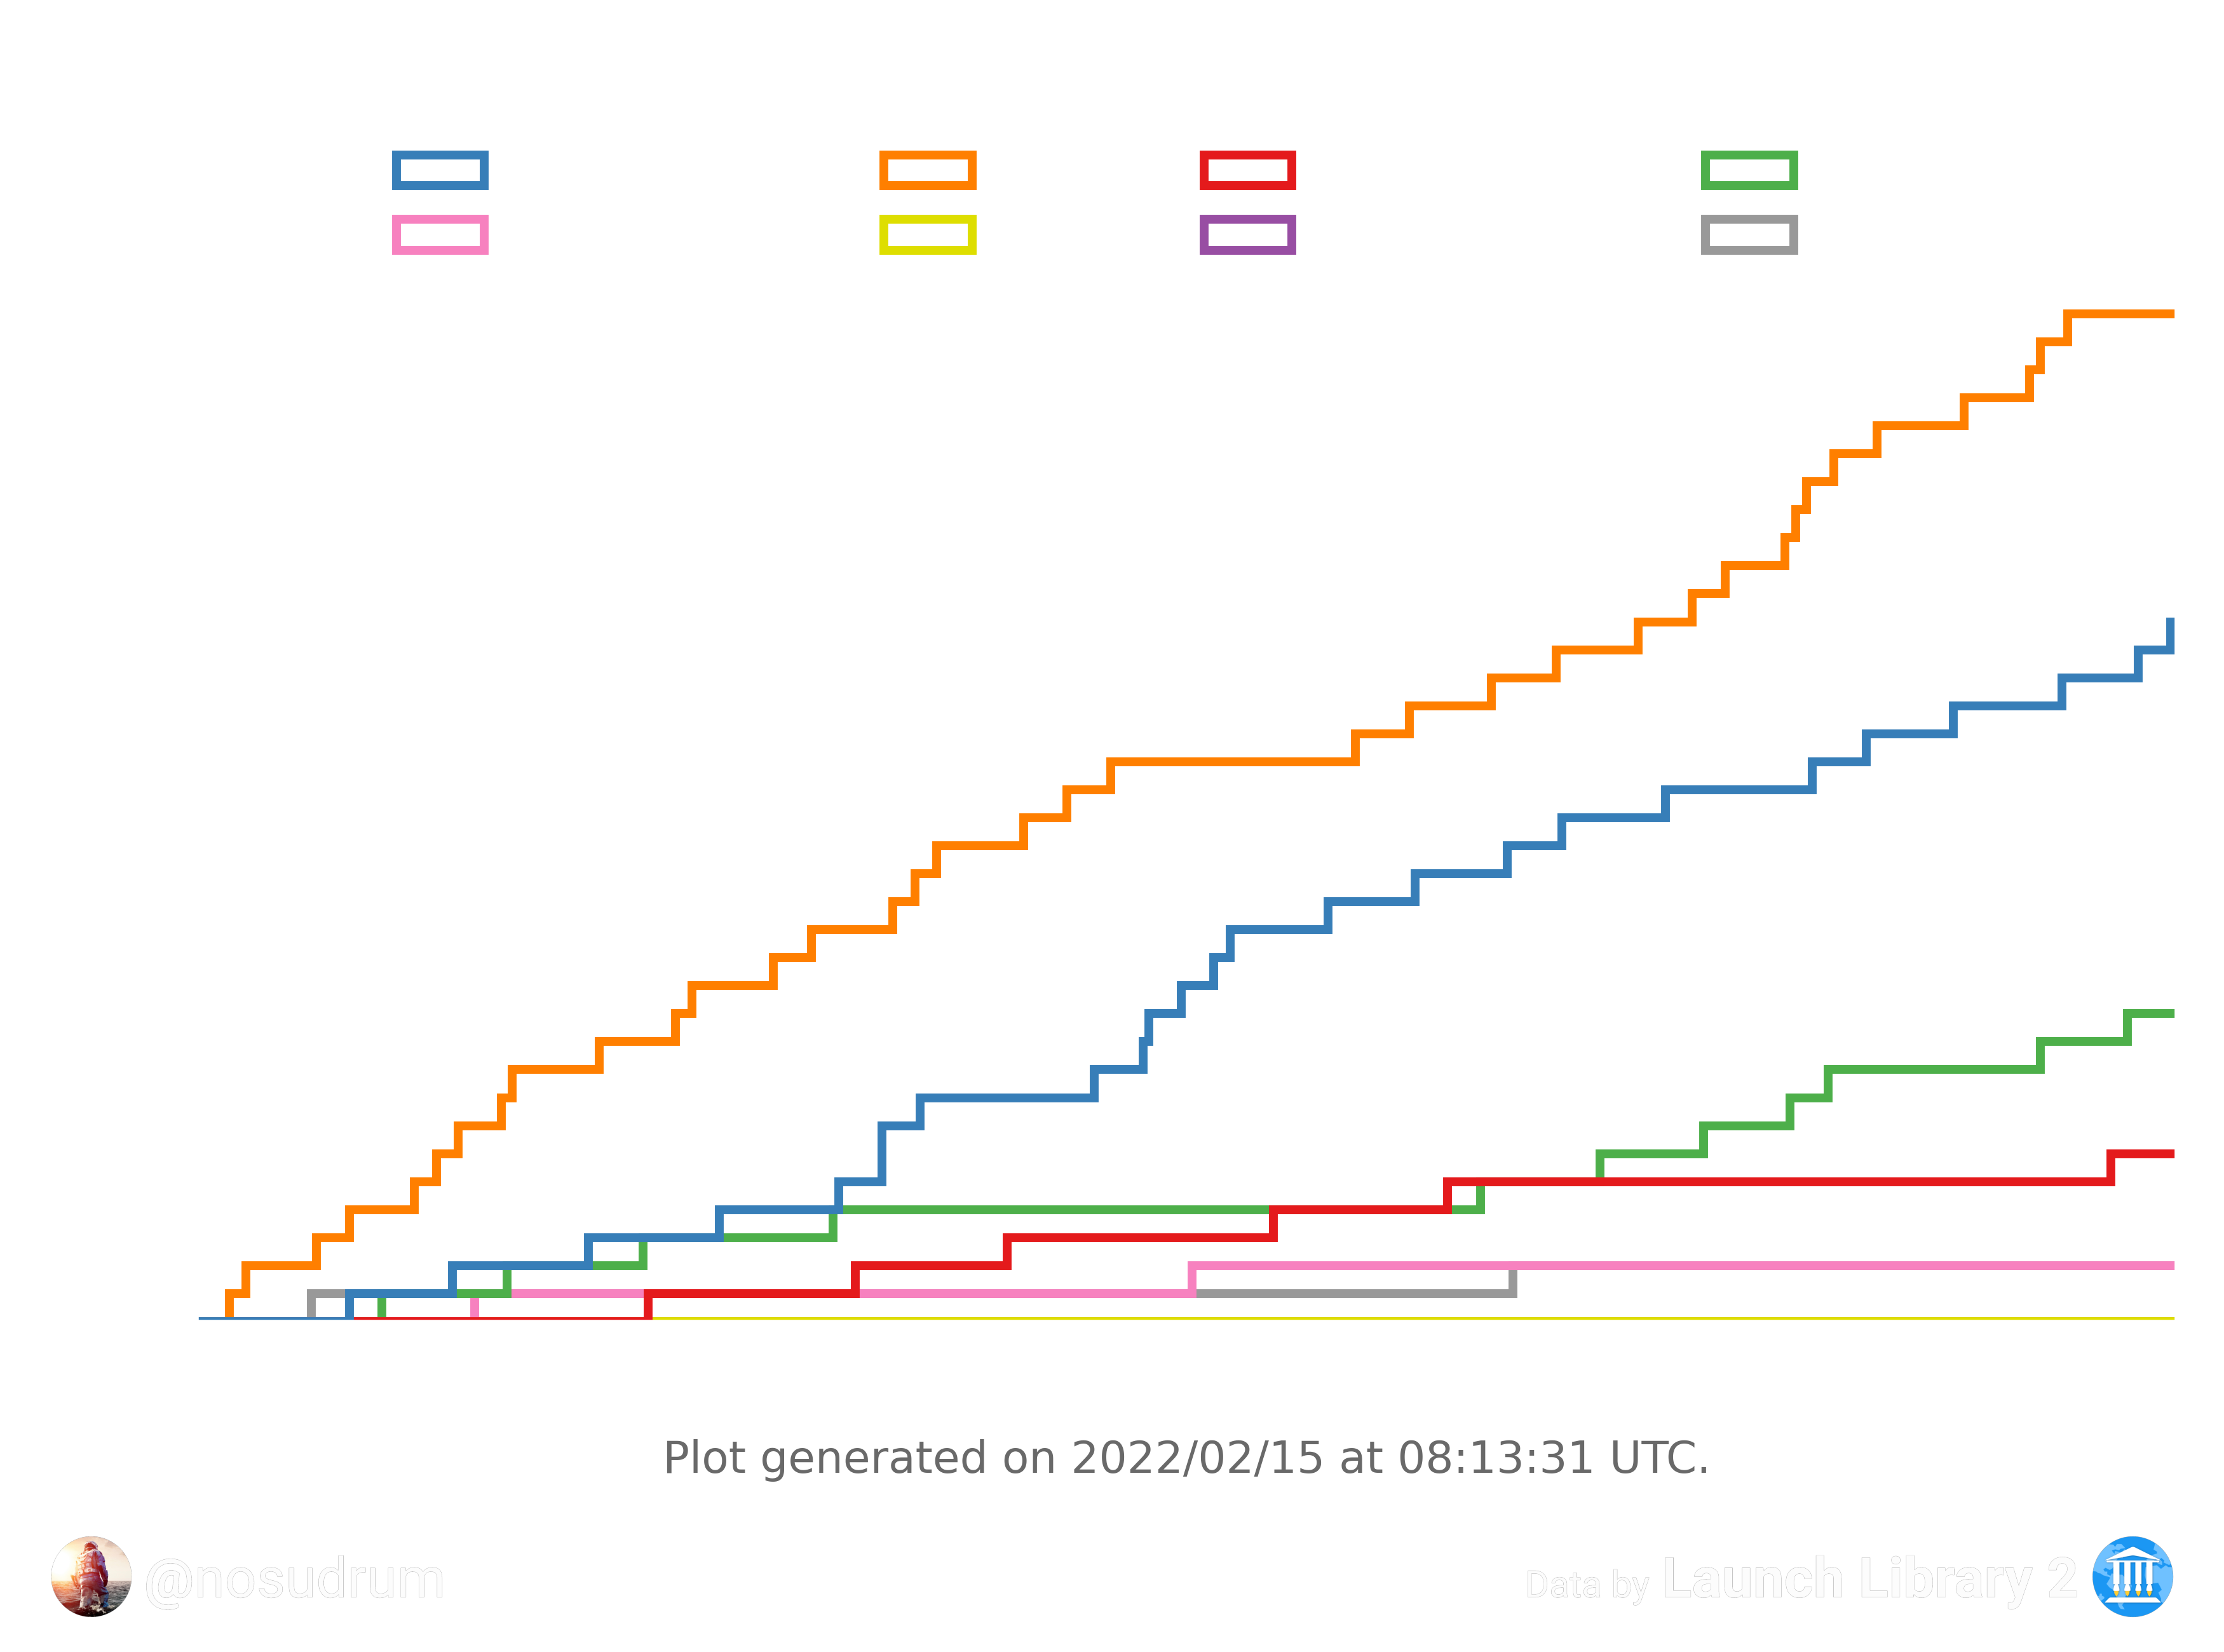 Plot generated on 2022/02/15 at 08:13:31 UTC.
@nosudrum
Data by Launch Library 2